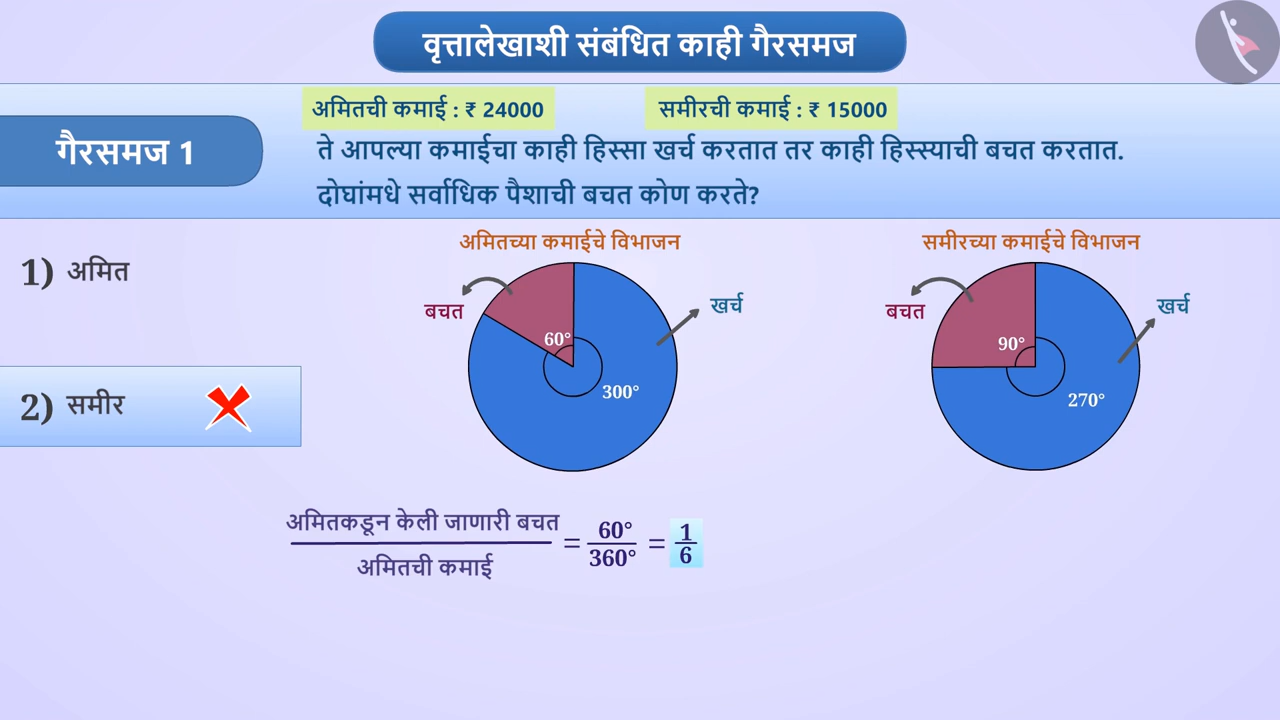 वृत्तालेखाशी संबंधित काही गैरसमज
अमितची कमाई : ₹ 24000
समीरची कमाई : ₹ 15000
गैरसमज 1
ते आपल्या कमाईचा काही हिस्सा खर्च करतात तर काही हिस्स्याची बचत करतात.
दोघांमधे सर्वाधिक पैशाची बचत कोण करते?
1) अमित
2) समीर
अमितच्या कमाईचे विभाजन
बचत
खर्च
60°
300°
समीरच्या कमाईचे विभाजन
बचत
खर्च
90°
270°
अमितकडून केली जाणारी बचत
अमितची कमाई
= 60°/360° = 1/6